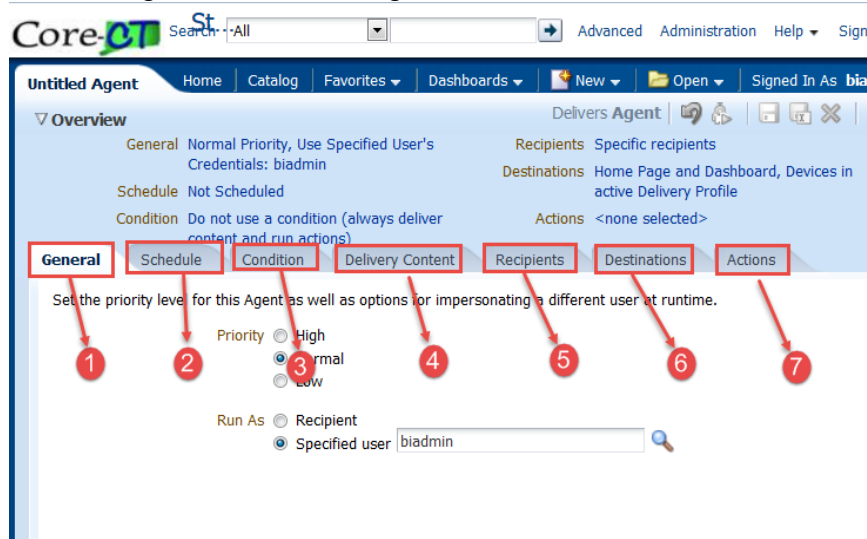 St...
Core-CT Search All Advanced Administration Help Sign
Untitled Agent Home Catalog Favorites Dashboards New Open Signed In As bia
Overview Delivers Agent
General Normal Priority, Use Specified User's Credentials: biadmin
Schedule Not Scheduled
Condition Do not use a condition (always deliver content and run actions)
Recipients Specific recipients
Destinations Home Page and Dashboard, Devices in active Delivery Profile
Actions <none selected>
General Schedule Condition Delivery Content Recipients Destinations Actions
Set the priority level for this Agent as well as options for impersonating a different user at runtime.
Priority High
Normal
Low
1 2 3 4 5 6 7
Run As Recipient
Specified user biadmin